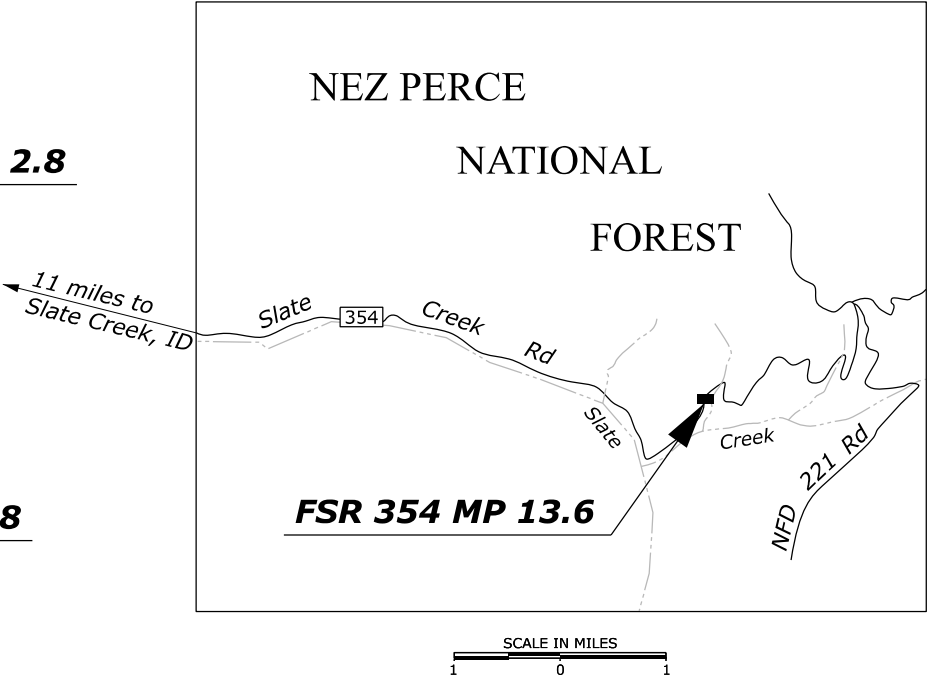 NEZ PERCE
NATIONAL
FOREST
2.8
11 miles to
Slate Creek, ID
Slate 354 Creek Rd
Slate Creek
NFD 221 Rd
FSR 354 MP 13.6
8
SCALE IN MILES
1 0 1